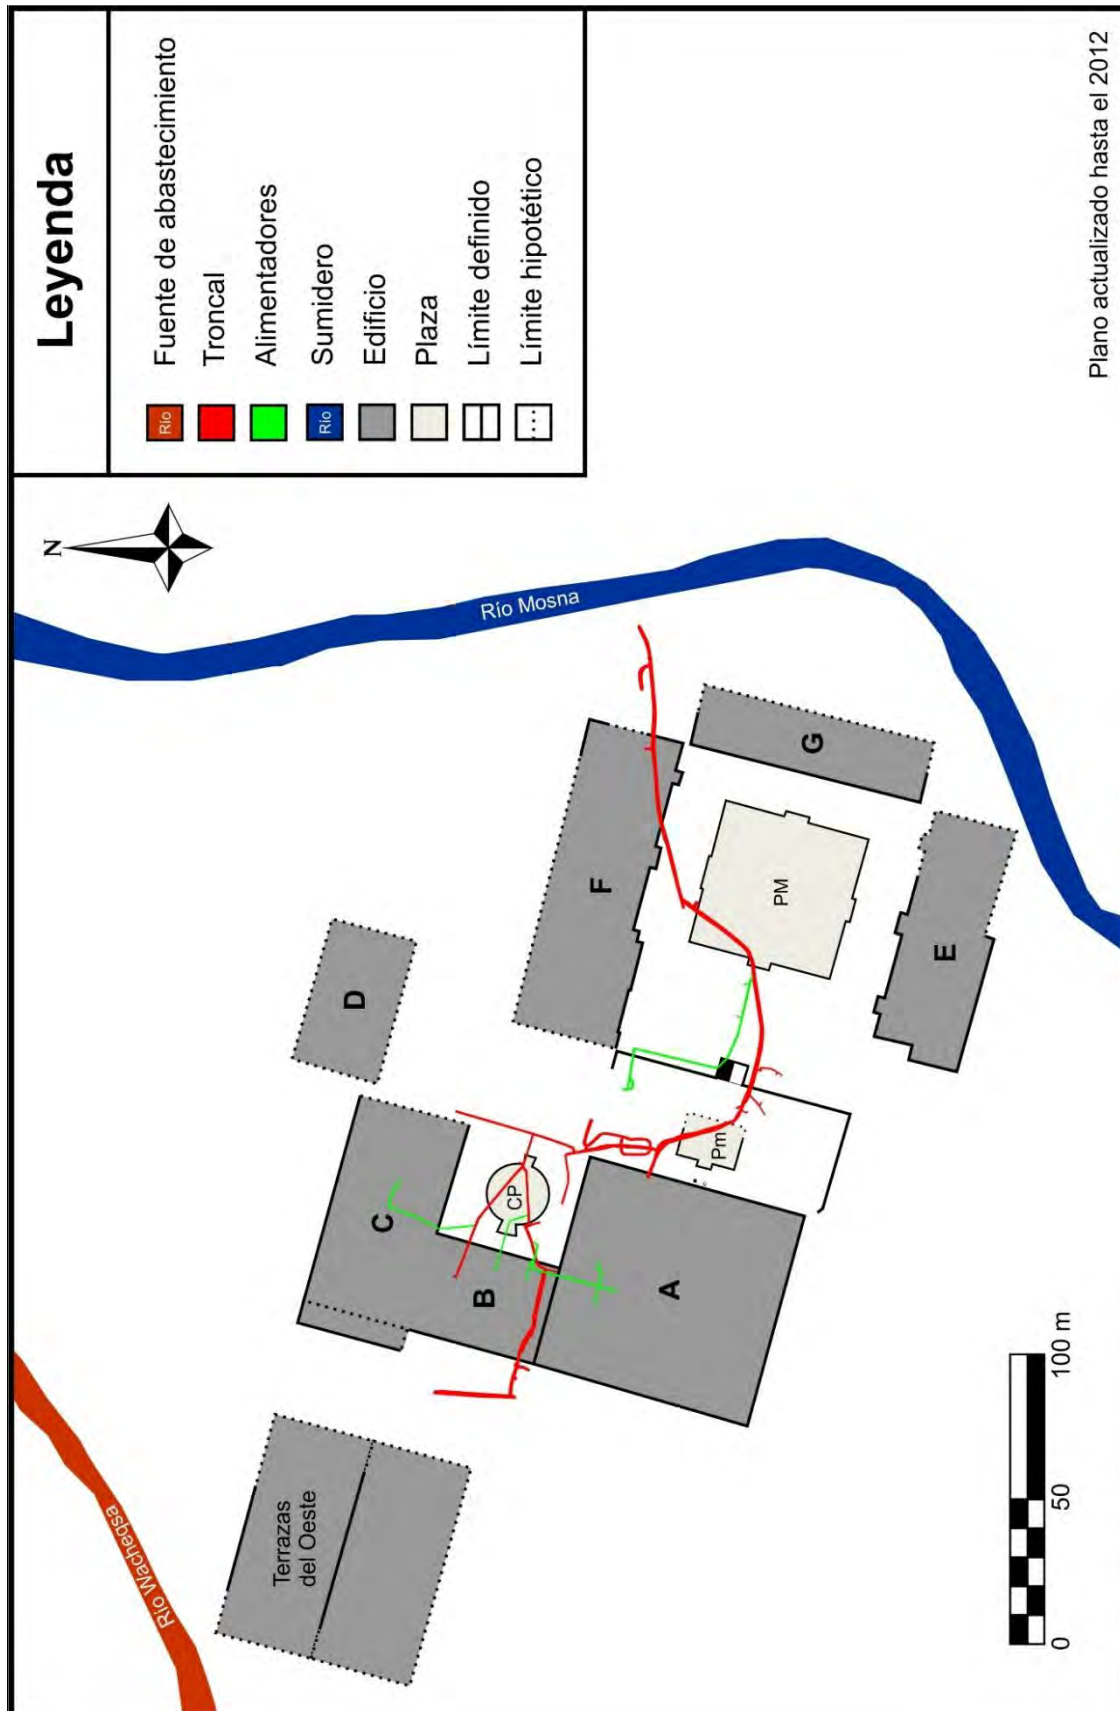 Leyenda
Río Fuente de abastecimiento
Troncal
Alimentadores
Río Sumidero
Edificio
Plaza
Límite definido
Límite hipotético
N
Río Wacheqsa
Río Mosna
Terrazas
del Oeste
C
D
B
CP
F
A
Pm
PM
G
E
0 50 100 m
Plano actualizado hasta el 2012